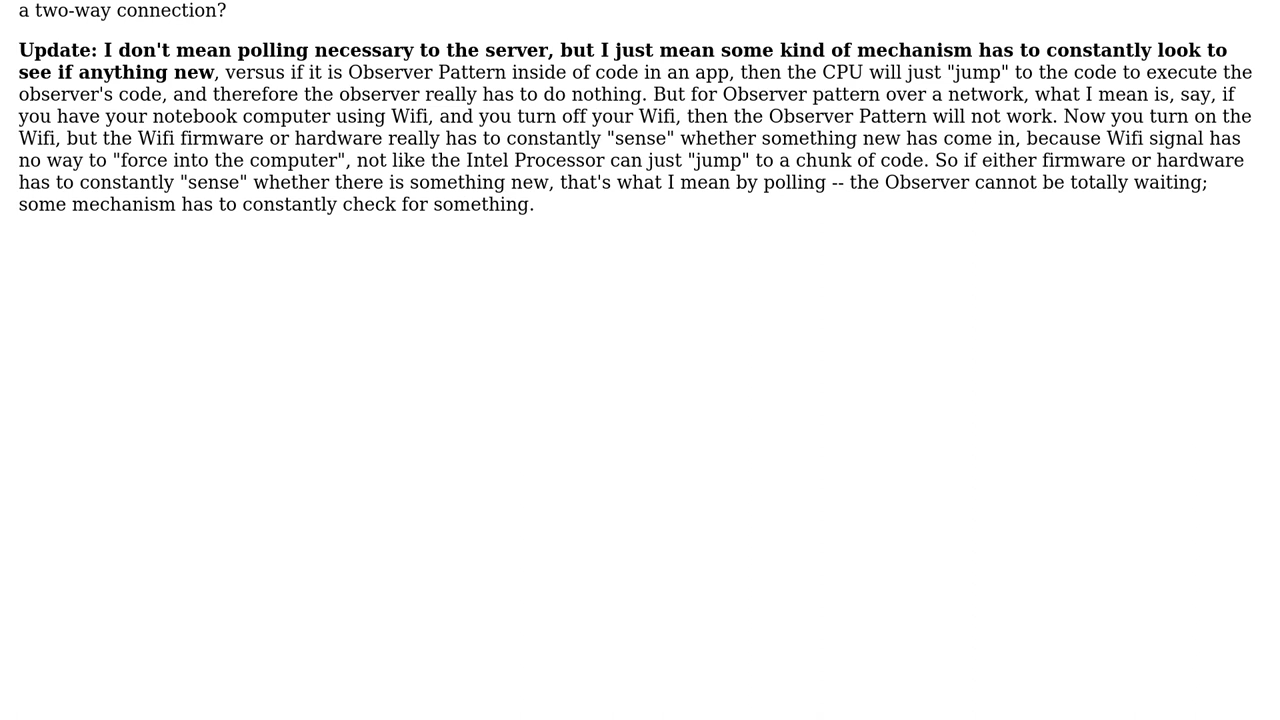 a two-way connection?
Update: I don't mean polling necessary to the server, but I just mean some kind of mechanism has to constantly look to
see if anything new, versus if it is Observer Pattern inside of code in an app, then the CPU will just "jump" to the code to execute the
observer's code, and therefore the observer really has to do nothing. But for Observer pattern over a network, what I mean is, say, if
you have your notebook computer using Wifi, and you turn off your Wifi, then the Observer Pattern will not work. Now you turn on the
Wifi, but the Wifi firmware or hardware really has to constantly "sense" whether something new has come in, because Wifi signal has
no way to "force into the computer", not like the Intel Processor can just "jump" to a chunk of code. So if either firmware or hardware
has to constantly "sense" whether there is something new, that's what I mean by polling -- the Observer cannot be totally waiting;
some mechanism has to constantly check for something.